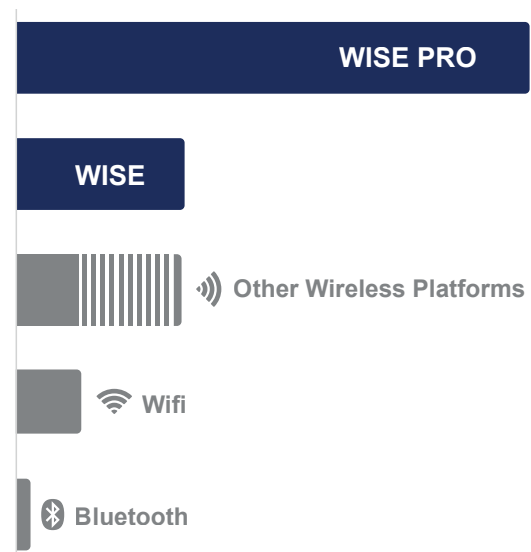 WISE PRO
WISE
Other Wireless Platforms
Wifi
Bluetooth